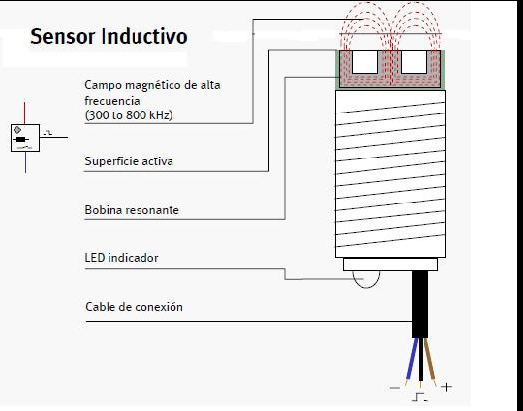 Sensor Inductivo
Campo magnético de alta
frecuencia
(300 to 800 kHz)
Superficie activa
Bobina resonante
LED indicador
Cable de conexión
— +